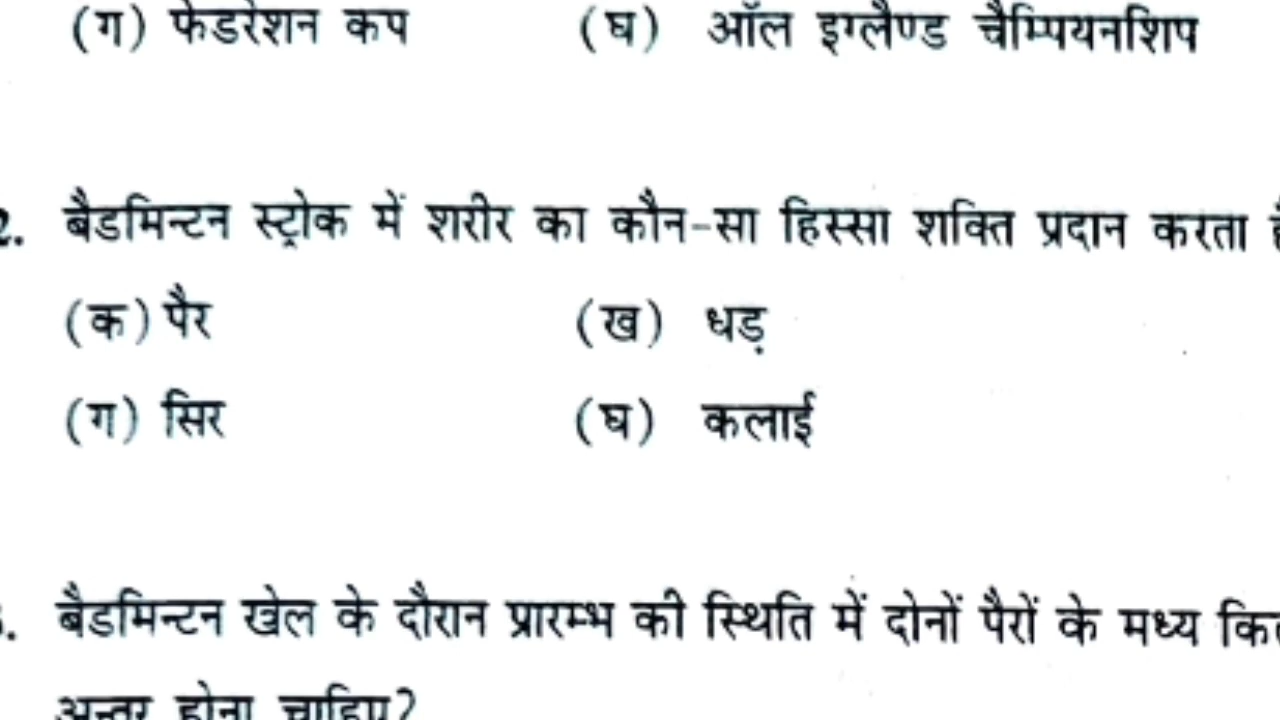 (ग) फेडरेशन कप (घ) ऑल इग्लैण्ड चैम्पियनशिप
2. बैडमिन्टन स्ट्रोक में शरीर का कौन-सा हिस्सा शक्ति प्रदान करता
(क) पैर (ख) धड़
(ग) सिर (घ) कलाई
बैडमिन्टन खेल के दौरान प्रारम्भ की स्थिति में दोनों पैरों के मध्य
अन्तर होना चाहिए?